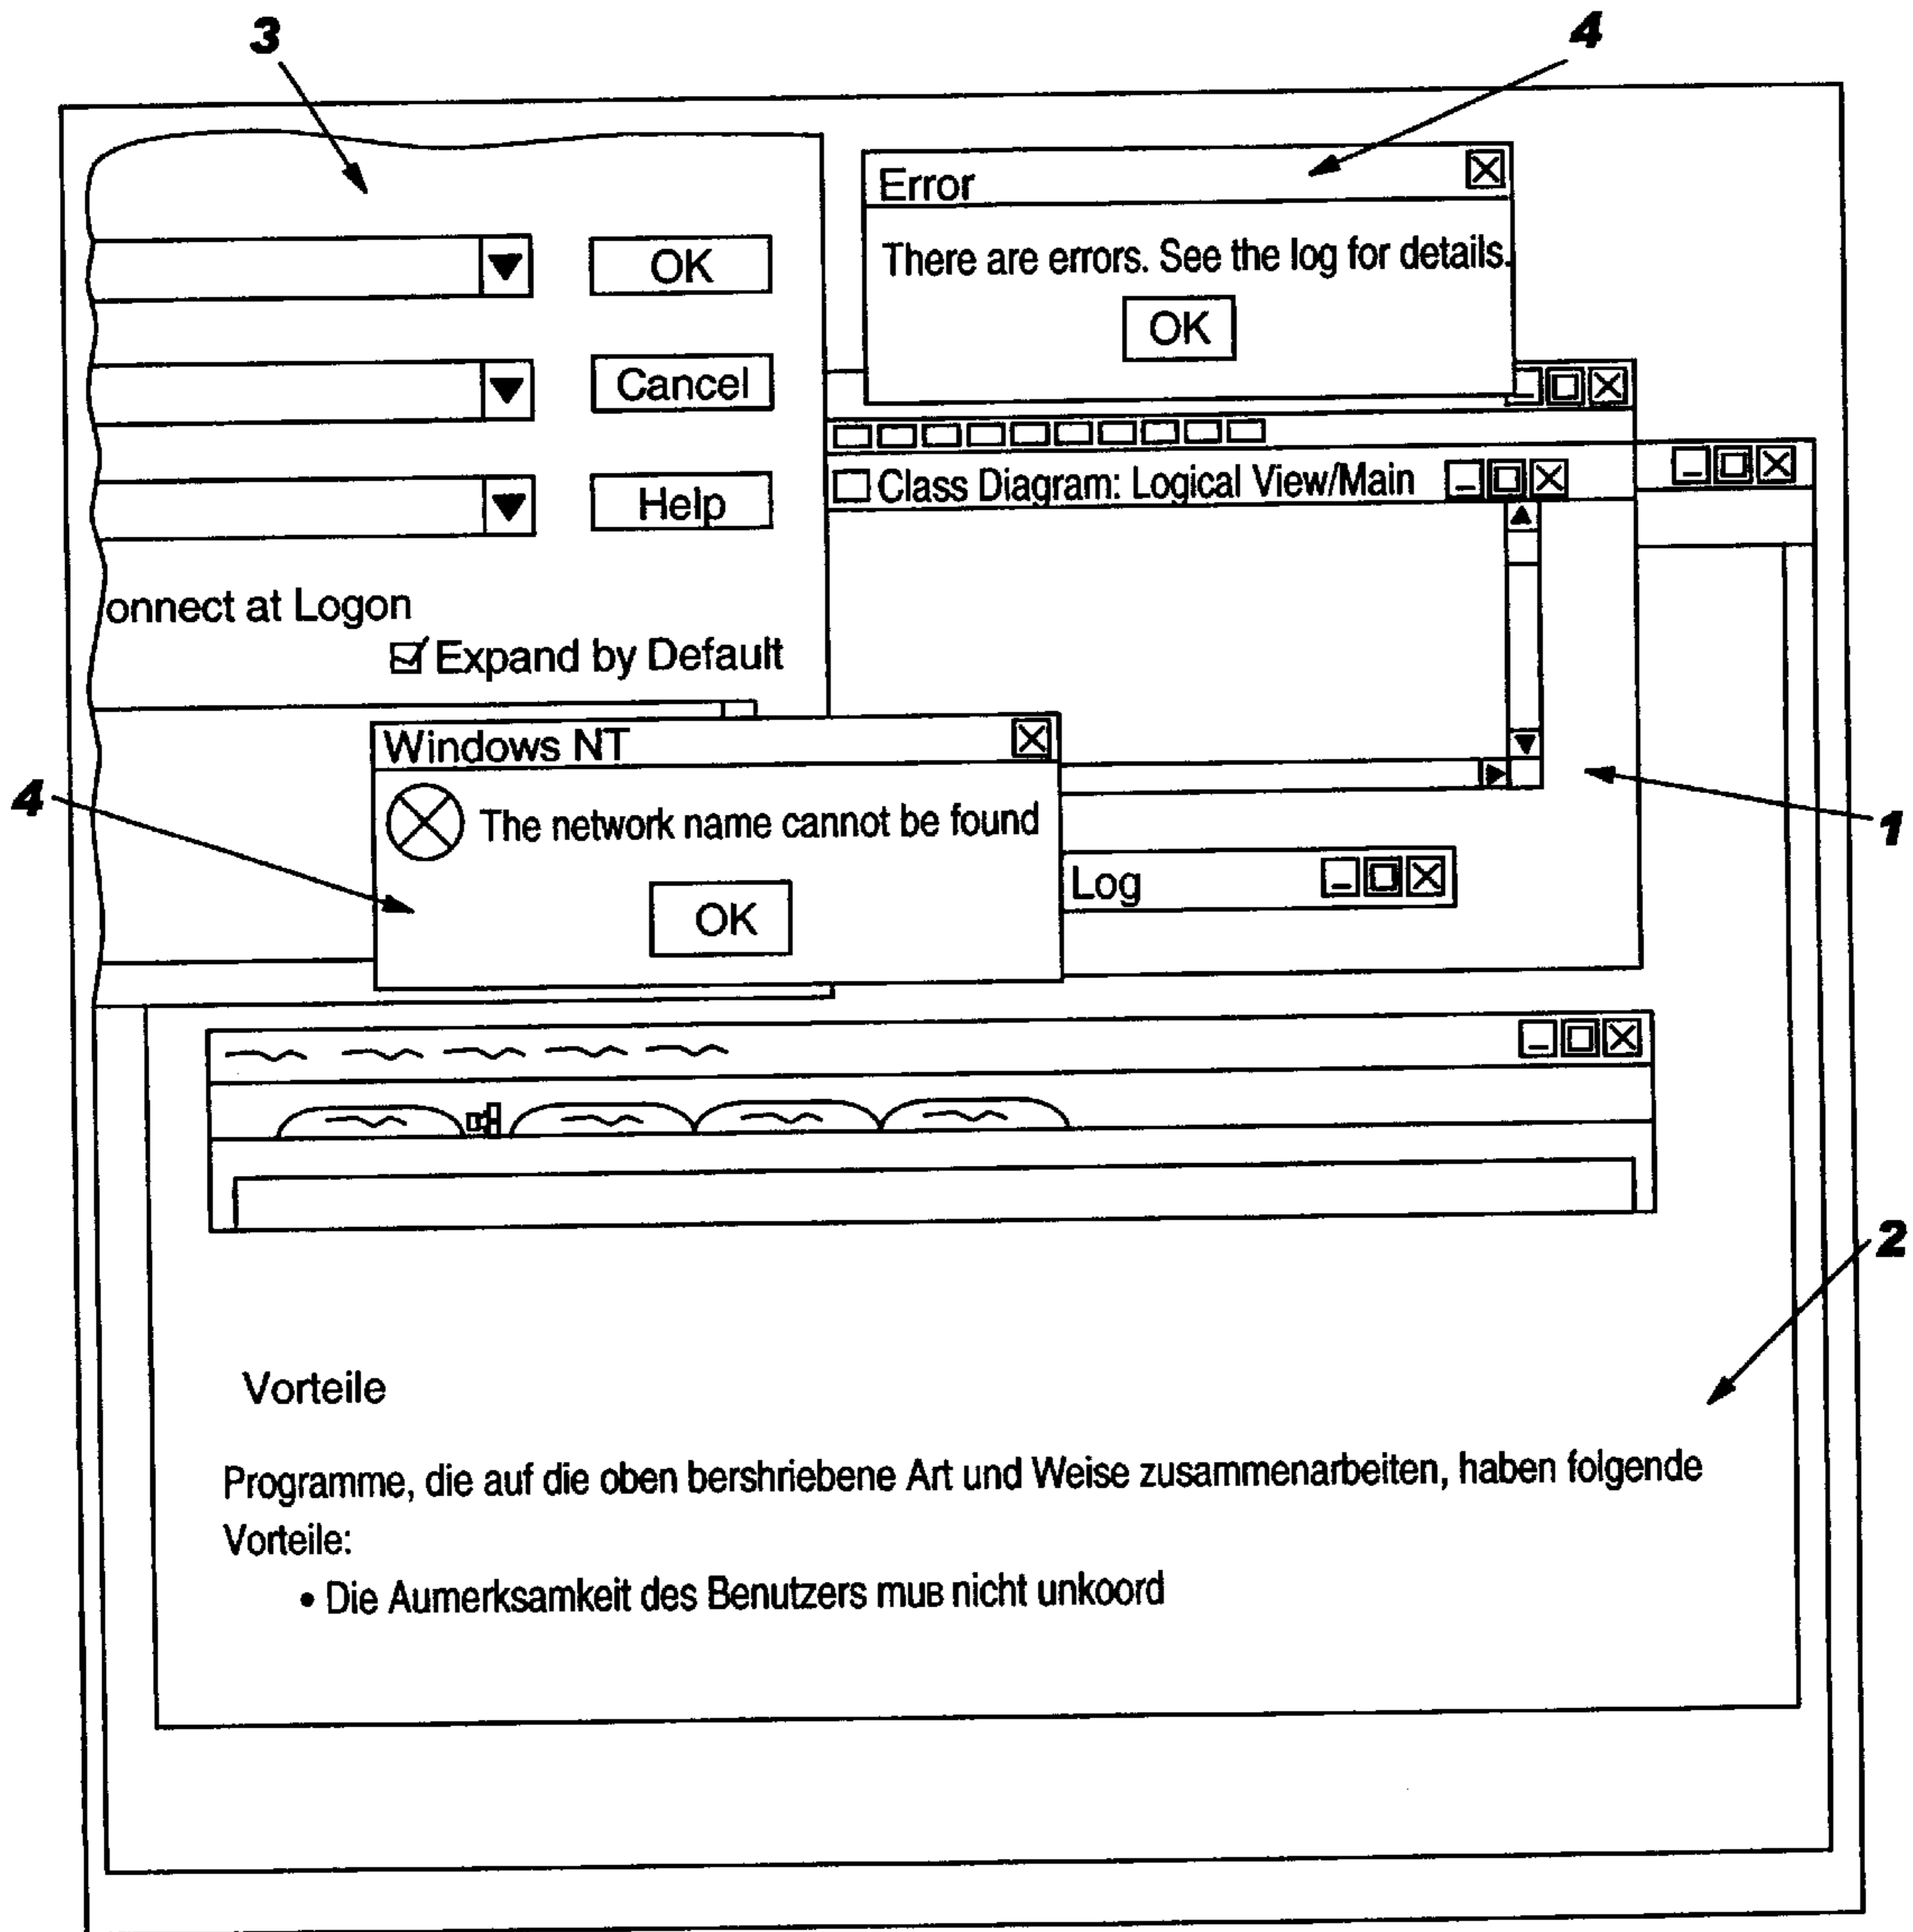 3
4
Error
There are errors. See the log for details.
OK
OK
Cancel
Help
Class Diagram: Logical View/Main
onnect at Logon
Expand by Default
Windows NT
The network name cannot be found
OK
4
1
Log
2
Vorteile
Programme, die auf die oben bershriebene Art und Weise zusammenarbeiten, haben folgende
Vorteile:
• Die Aumerksamkeit des Benutzers muB nicht unkoord